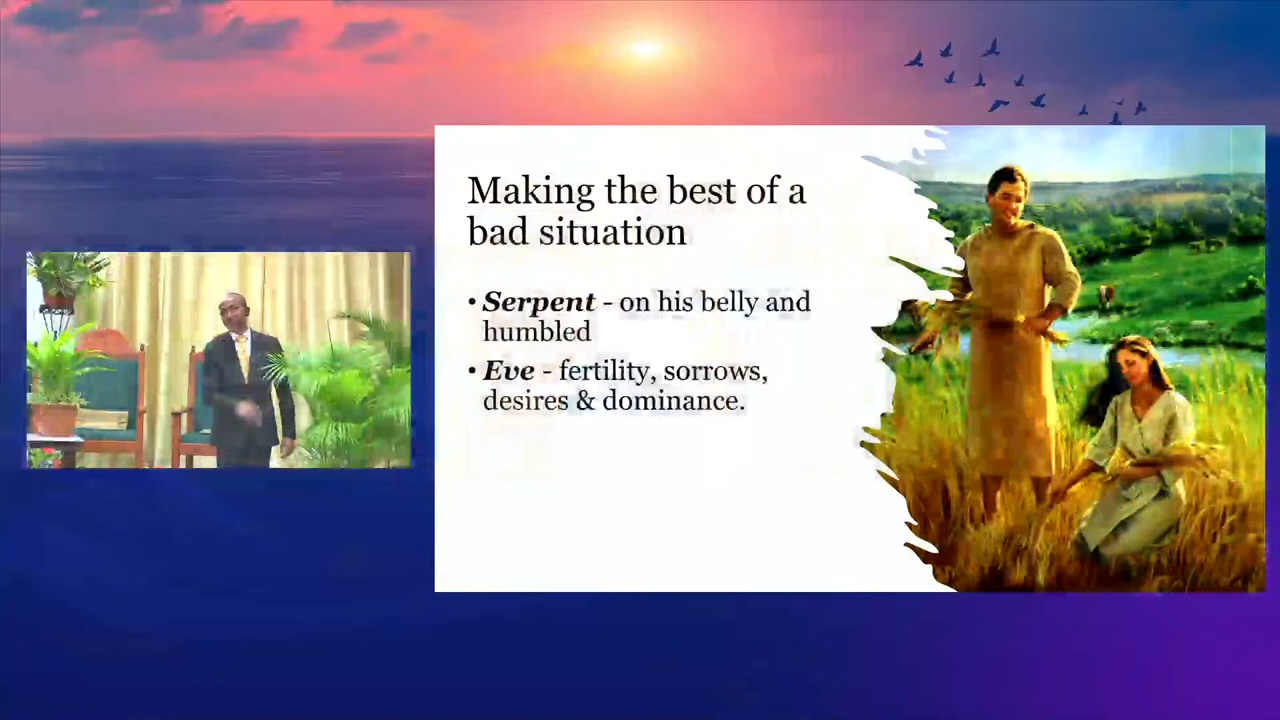 Making the best of a
bad situation
• Serpent - on his belly and
humbled
• Eve - fertility, sorrows,
desires & dominance.